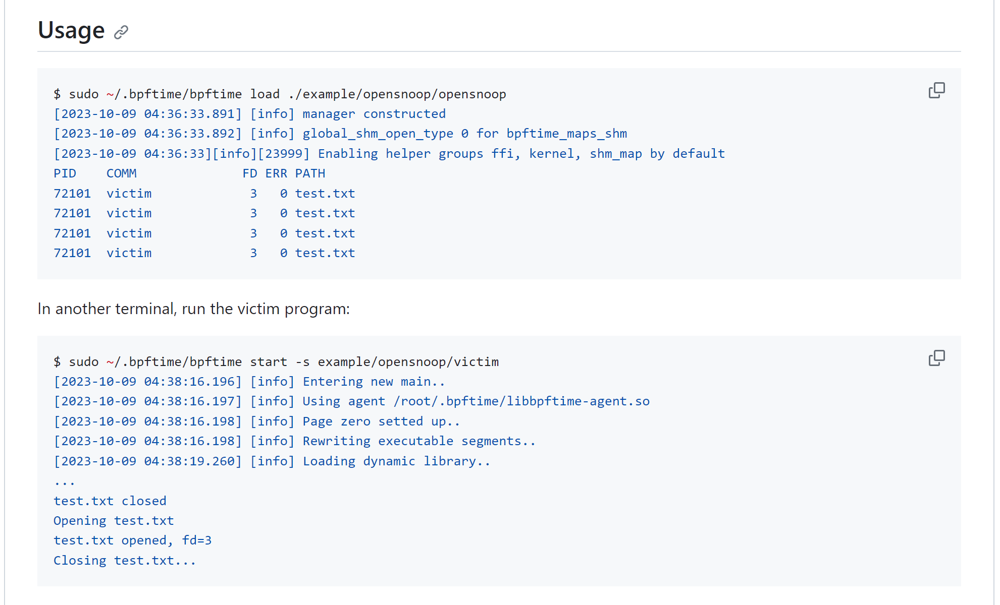 Usage
$ sudo ~/.bpftime/bpftime load ./example/opensnoop/opensnoop
[2023-10-09 04:36:33.891] [info] manager constructed
[2023-10-09 04:36:33.892] [info] global_shm_open_type 0 for bpftime_maps_shm
[2023-10-09 04:36:33][info][23999] Enabling helper groups ffi, kernel, shm_map by default
PID    COMM              FD ERR PATH
72101  victim             3   0 test.txt
72101  victim             3   0 test.txt
72101  victim             3   0 test.txt
72101  victim             3   0 test.txt
In another terminal, run the victim program:
$ sudo ~/.bpftime/bpftime start -s example/opensnoop/victim
[2023-10-09 04:38:16.196] [info] Entering new main..
[2023-10-09 04:38:16.197] [info] Using agent /root/.bpftime/libbpftime-agent.so
[2023-10-09 04:38:16.198] [info] Page zero setted up..
[2023-10-09 04:38:16.198] [info] Rewriting executable segments..
[2023-10-09 04:38:19.260] [info] Loading dynamic library..
...
test.txt closed
Opening test.txt
test.txt opened, fd=3
Closing test.txt...